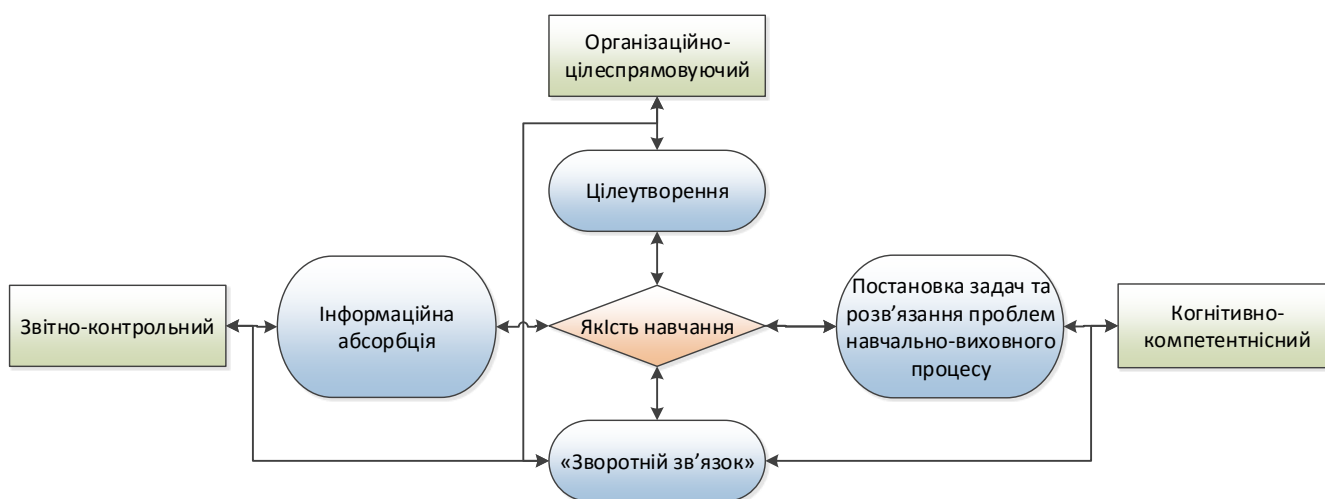 Організаційно-
цілеспрямовуючий
Цілеутворення
Звітно-контрольний
Інформаційна
абсорбція
ЯкІсть навчання
Постановка задач та
розв’язання проблем
навчально-виховного
процесу
Когнітивно-
компетентнісний
«Зворотній зв’язок»